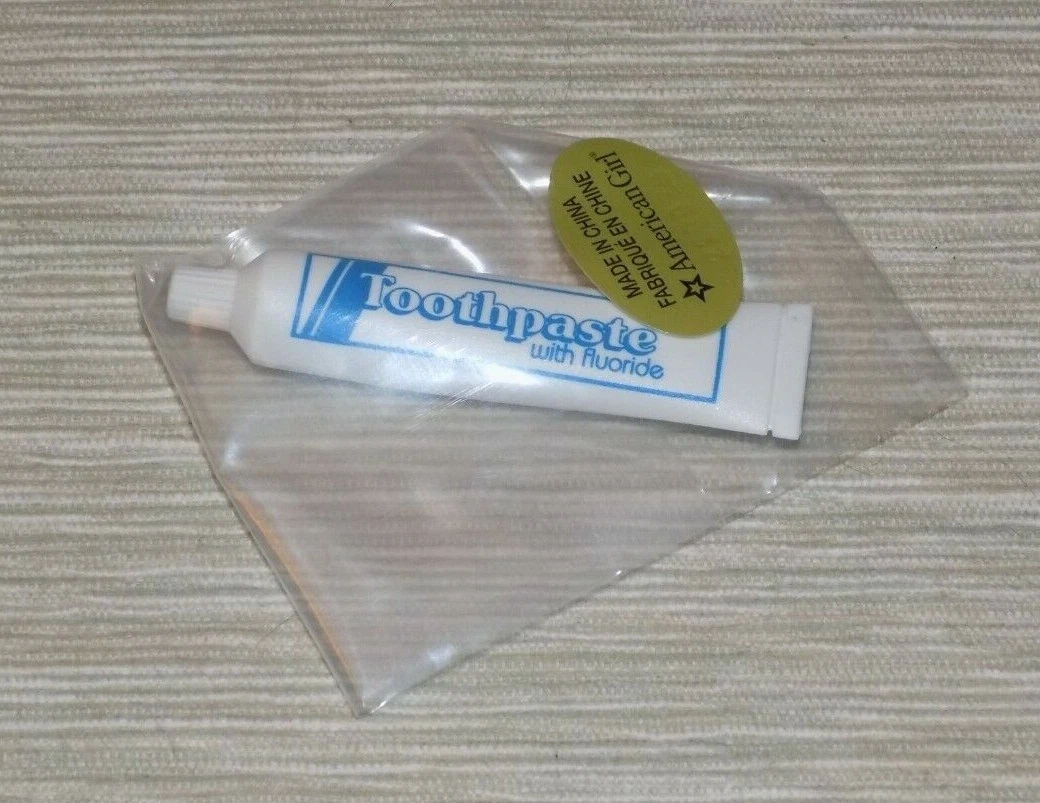 Toothpaste
with fluoride
MADE IN CHINA
FABRIQUÉ EN CHINE
American Girl®